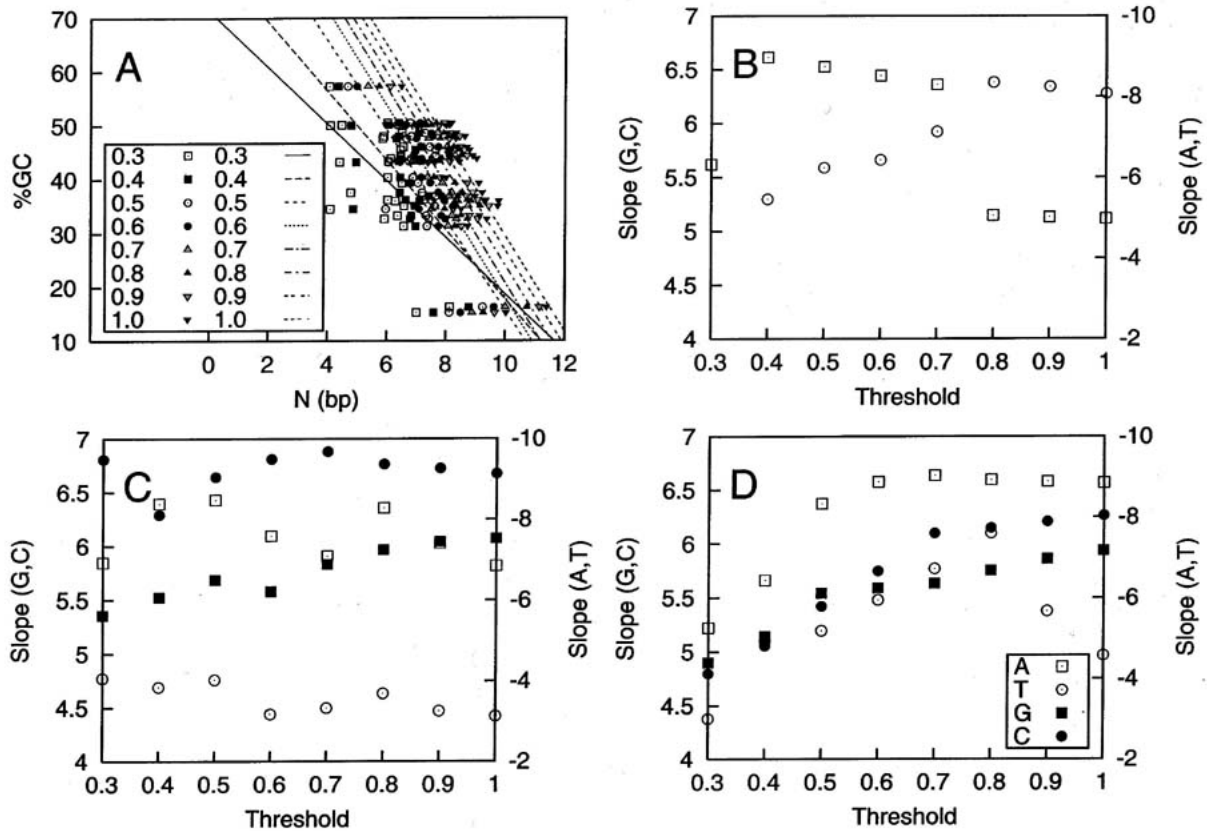 A
%GC
70
60
50
40
30
20
10
0.3 0.3
0.4 0.4
0.5 0.5
0.6 0.6
0.7 0.7
0.8 0.8
0.9 0.9
1.0 1.0
0 2 4 6 8 10 12
N (bp)
B
Slope (G,C)
7
6.5
6
5.5
5
4.5
4
-10
-8
-6
-4
-2
Slope (A,T)
0.3 0.4 0.5 0.6 0.7 0.8 0.9 1
Threshold
C
Slope (G,C)
7
6.5
6
5.5
5
4.5
4
-10
-8
-6
-4
-2
Slope (A,T)
0.3 0.4 0.5 0.6 0.7 0.8 0.9 1
Threshold
D
Slope (G,C)
7
6.5
6
5.5
5
4.5
4
-10
-8
-6
-4
-2
Slope (A,T)
A
T
G
C
0.3 0.4 0.5 0.6 0.7 0.8 0.9 1
Threshold